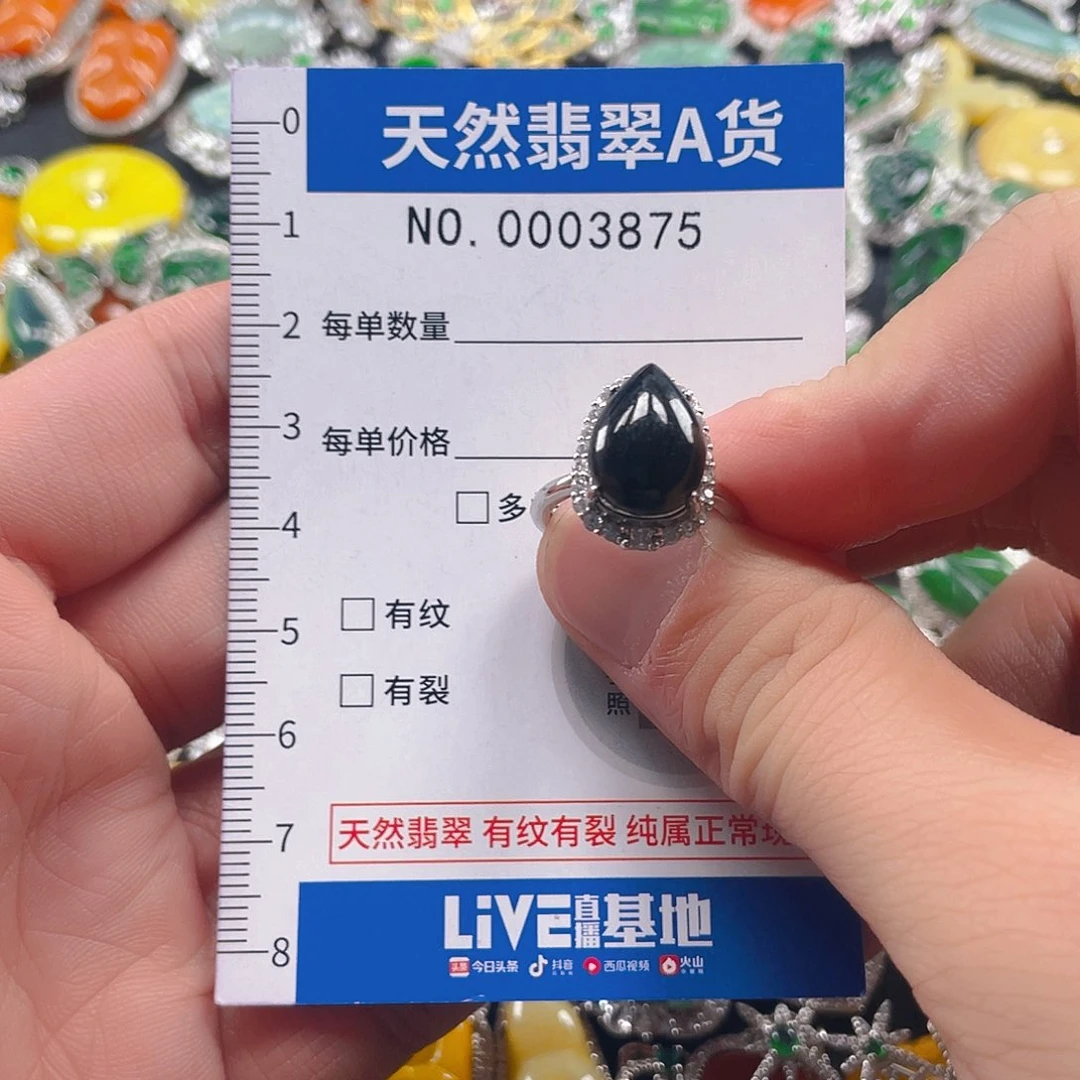 天然翡翠A货
NO. 0003875
0
1
2
3
4
5
6
7
8
每单数量
每单价格
多
有纹
有裂
照
天然翡翠 有纹有裂 纯属正常现
LiVE直播基地
头条 今日头条 抖音 西瓜视频 火山